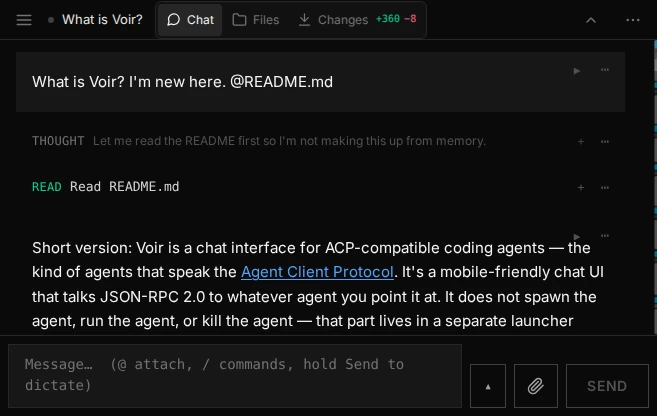 What is Voir? Chat Files Changes +360 −8
What is Voir? I'm new here. @README.md
THOUGHT Let me read the README first so I'm not making this up from memory.
READ Read README.md
Short version: Voir is a chat interface for ACP-compatible coding agents — the
kind of agents that speak the Agent Client Protocol. It's a mobile-friendly chat UI
that talks JSON-RPC 2.0 to whatever agent you point it at. It does not spawn the
agent, run the agent, or kill the agent — that part lives in a separate launcher
Message… (@ attach, / commands, hold Send to
dictate)
SEND